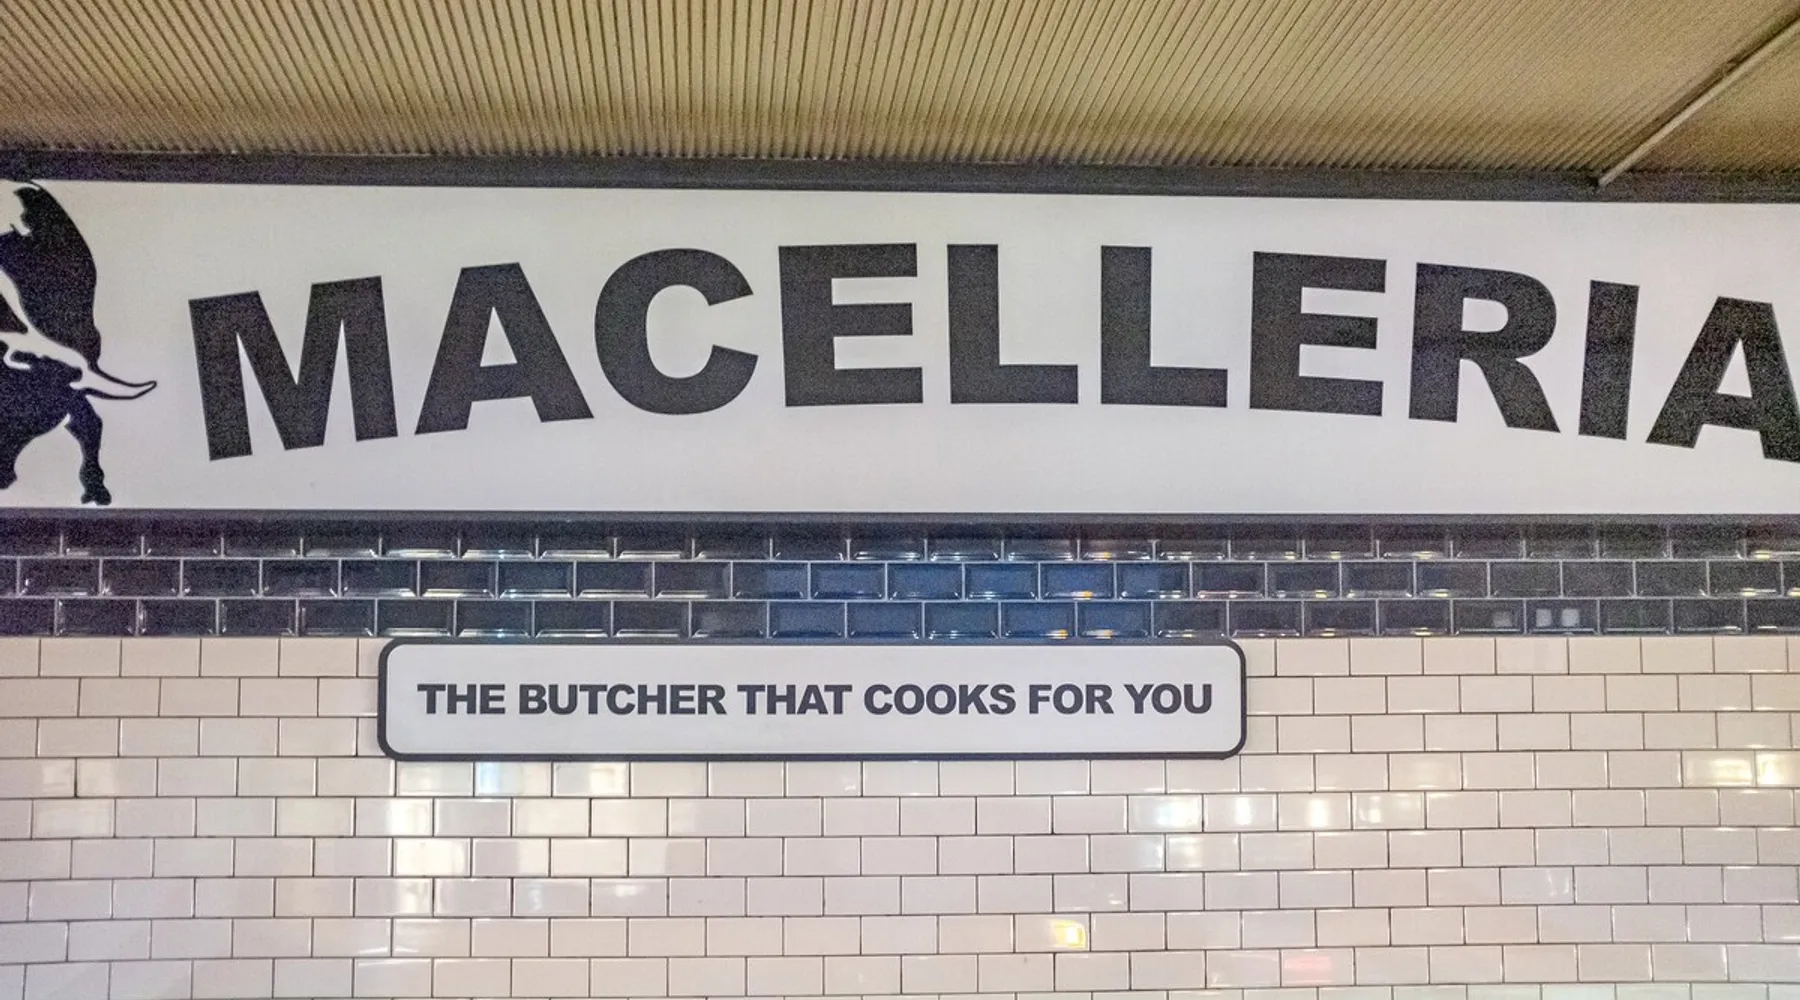 MACELLERIA
THE BUTCHER THAT COOKS FOR YOU